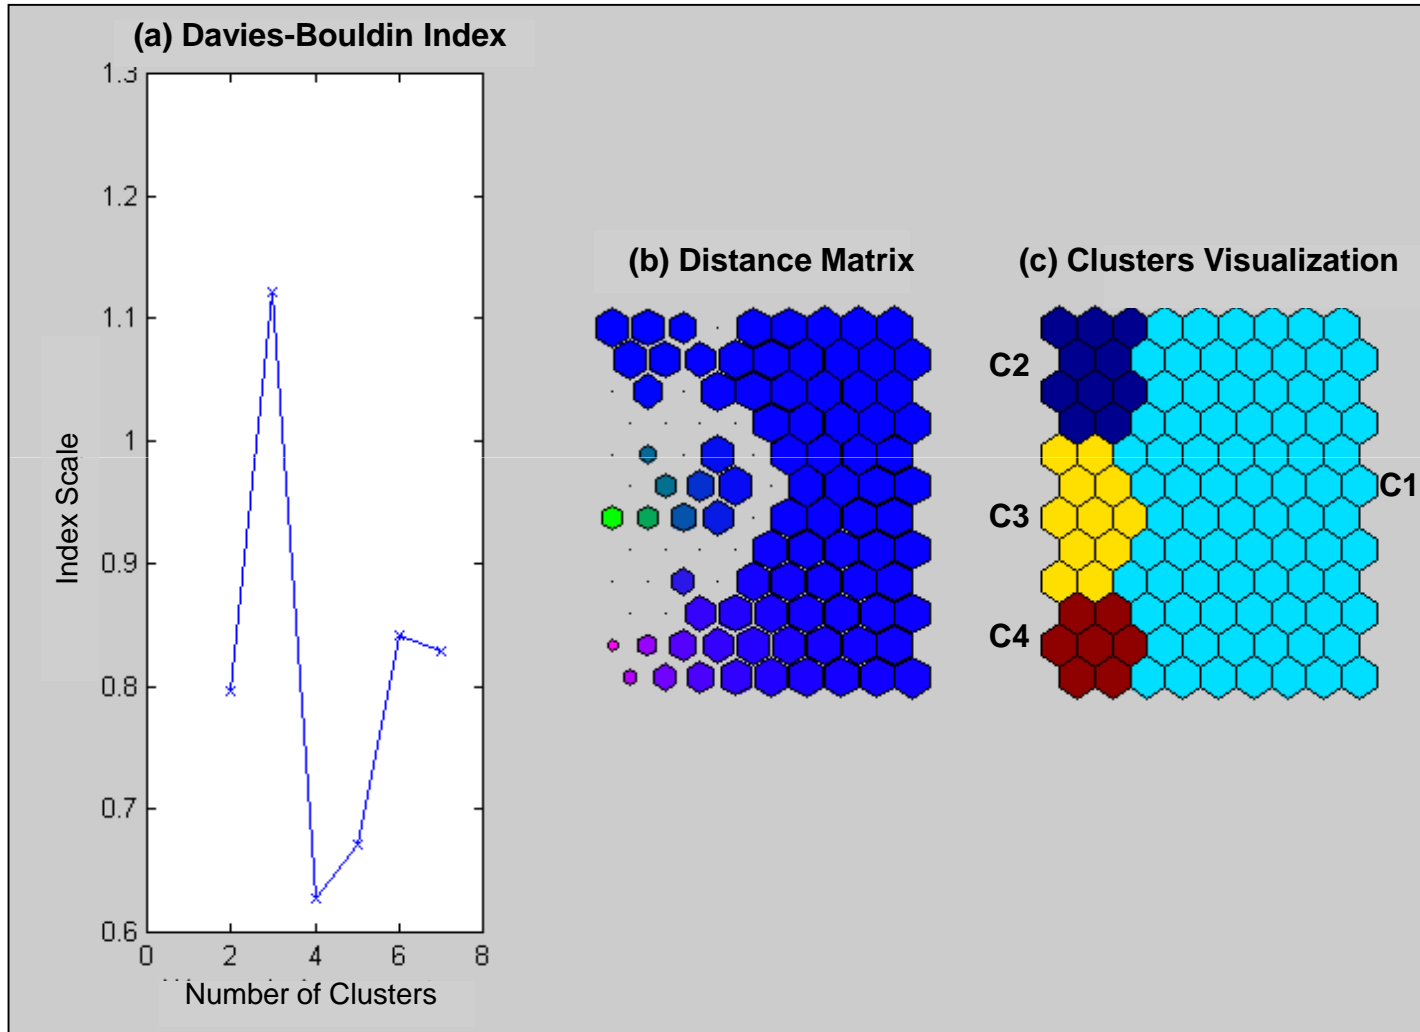 (a) Davies-Bouldin Index
1.3
1.2
1.1
1
0.9
0.8
0.7
0.6
0
2
4
6
8
Index Scale
Number of Clusters
(b) Distance Matrix
(c) Clusters Visualization
C2
C1
C3
C4